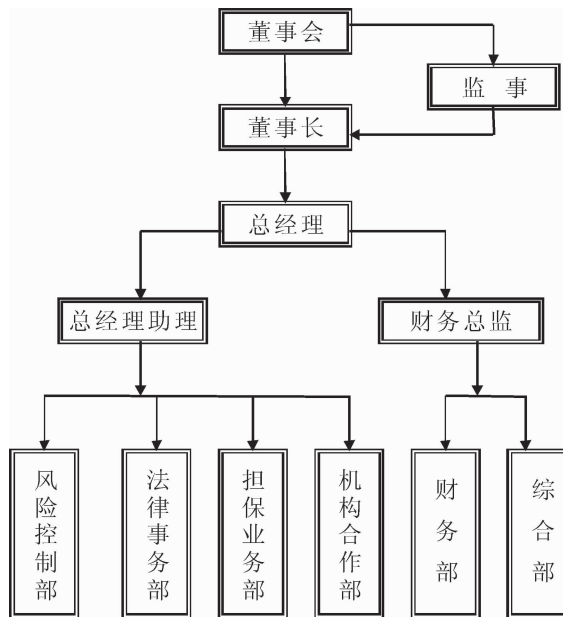 董事会
监 事
董事长
总经理
总经理助理
财务总监
风险控制部
法律事务部
担保业务部
机构合作部
财务部
综合部